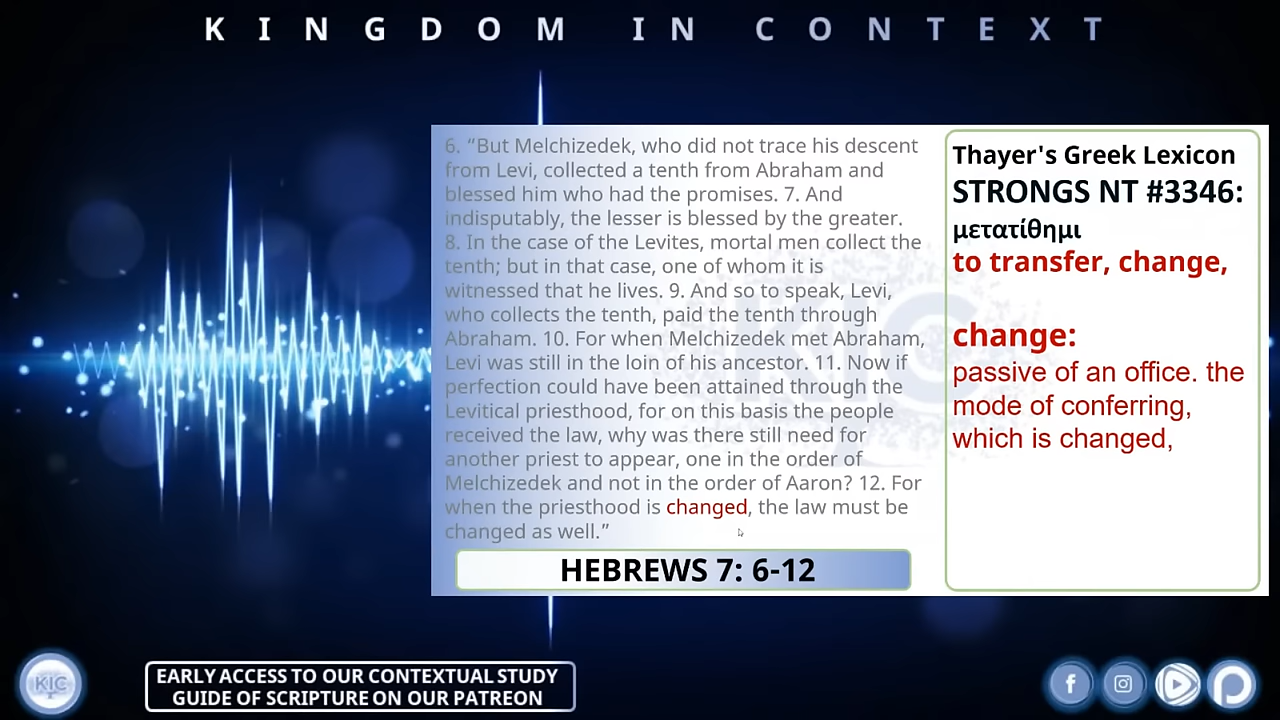 KINGDOM IN CONTEXT
6. “But Melchizedek, who did not trace his descent
from Levi, collected a tenth from Abraham and
blessed him who had the promises. 7. And
indisputably, the lesser is blessed by the greater.
8. In the case of the Levites, mortal men collect the
tenth; but in that case, one of whom it is
witnessed that he lives. 9. And so to speak, Levi,
who collects the tenth, paid the tenth through
Abraham. 10. For when Melchizedek met Abraham,
Levi was still in the loin of his ancestor. 11. Now if
perfection could have been attained through the
Levitical priesthood, for on this basis the people
received the law, why was there still need for
another priest to appear, one in the order of
Melchizedek and not in the order of Aaron? 12. For
when the priesthood is changed, the law must be
changed as well.”
HEBREWS 7: 6-12
Thayer's Greek Lexicon
STRONGS NT #3346:
μετατίθημι
to transfer, change,
change:
passive of an office. the
mode of conferring,
which is changed,
KIC
EARLY ACCESS TO OUR CONTEXTUAL STUDY
GUIDE OF SCRIPTURE ON OUR PATREON